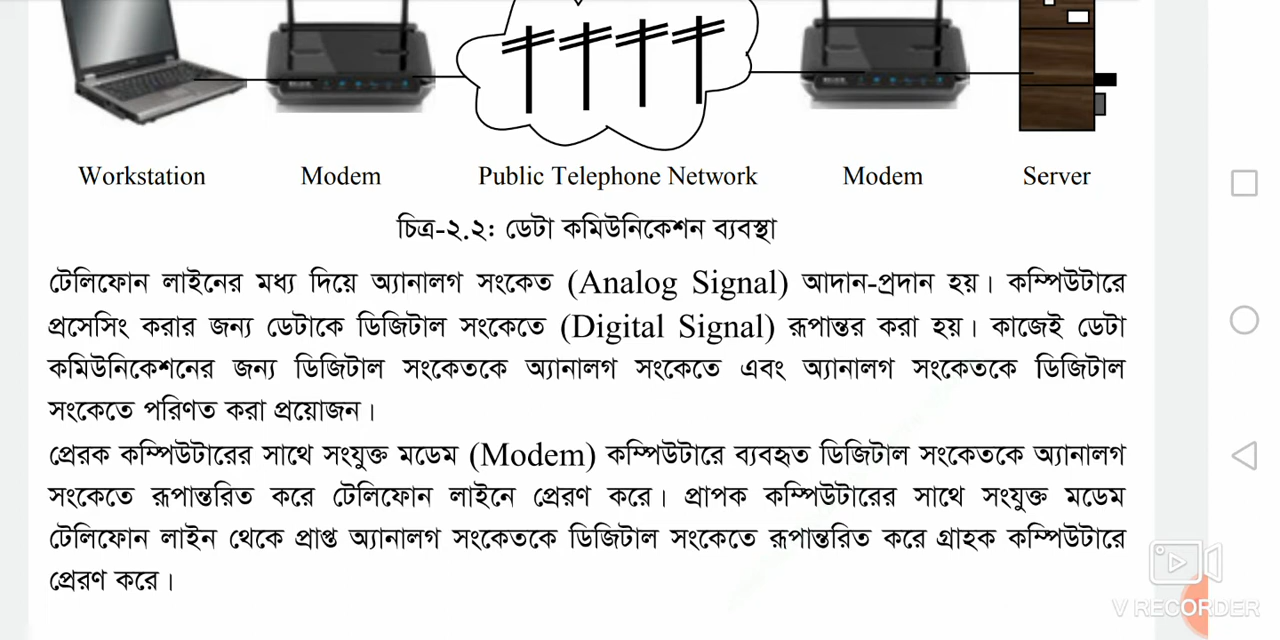 Workstation Modem Public Telephone Network Modem Server
চিত্র-২.২: ডেটা কমিউনিকেশন ব্যবস্থা
টেলিফোন লাইনের মধ্য দিয়ে অ্যানালগ সংকেত (Analog Signal) আদান-প্রদান হয়। কম্পিউটারে
প্রসেসিং করার জন্য ডেটাকে ডিজিটাল সংকেতে (Digital Signal) রূপান্তর করা হয়। কাজেই ডেটা
কমিউনিকেশনের জন্য ডিজিটাল সংকেতকে অ্যানালগ সংকেতে এবং অ্যানালগ সংকেতকে ডিজিটাল
সংকেতে পরিণত করা প্রয়োজন।
প্রেরক কম্পিউটারের সাথে সংযুক্ত মডেম (Modem) কম্পিউটারে ব্যবহৃত ডিজিটাল সংকেতকে অ্যানালগ
সংকেতে রূপান্তরিত করে টেলিফোন লাইনে প্রেরণ করে। প্রাপক কম্পিউটারের সাথে সংযুক্ত মডেম
টেলিফোন লাইন থেকে প্রাপ্ত অ্যানালগ সংকেতকে ডিজিটাল সংকেতে রূপান্তরিত করে গ্রাহক কম্পিউটারে
প্রেরণ করে।
V RECORDER